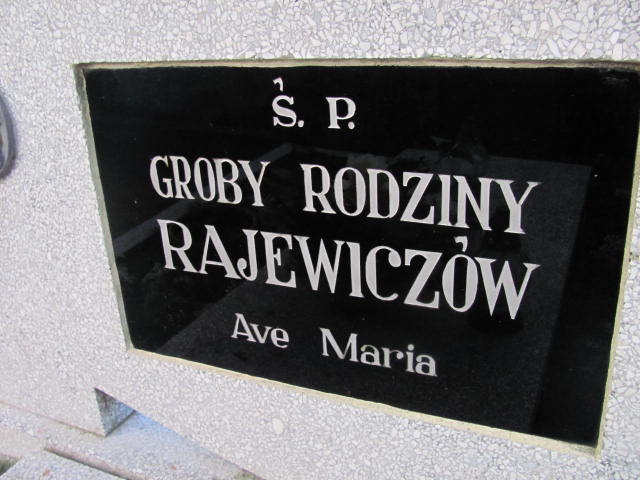 Ś. P.
GROBY RODZINY
RAJEWICZÓW
Ave Maria